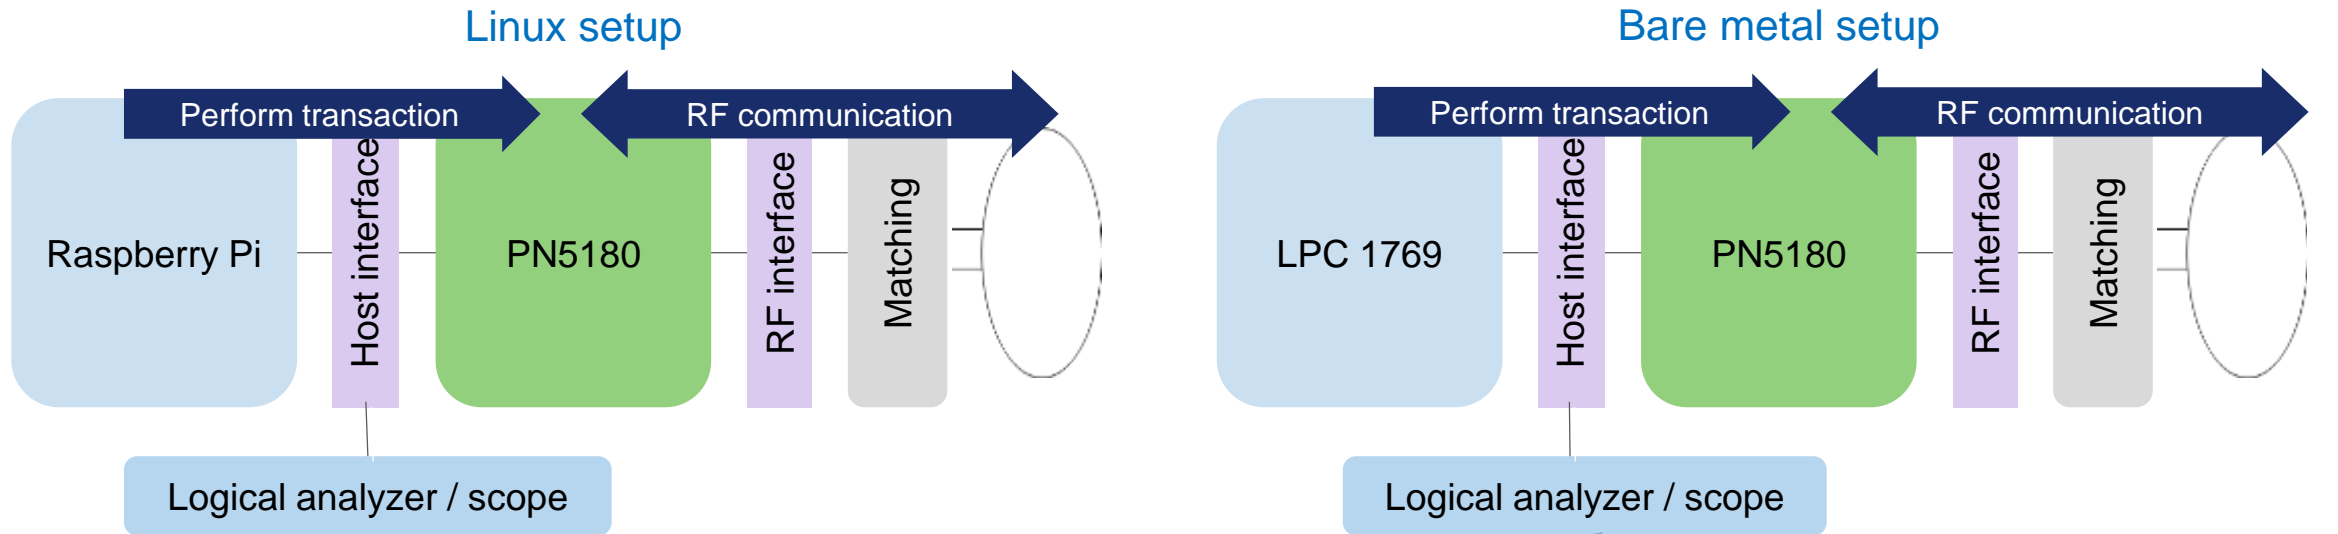 Linux setup
Perform transaction
RF communication
Raspberry Pi
Host interface
PN5180
RF interface
Matching
Logical analyzer / scope
Bare metal setup
Perform transaction
RF communication
LPC 1769
Host interface
PN5180
RF interface
Matching
Logical analyzer / scope